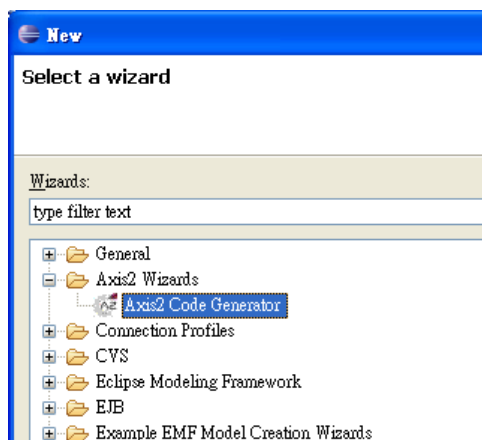 New
Select a wizard
Wizards:
type filter text
General
Axis2 Wizards
Axis2 Code Generator
Connection Profiles
CVS
Eclipse Modeling Framework
EJB
Example EMF Model Creation Wizards